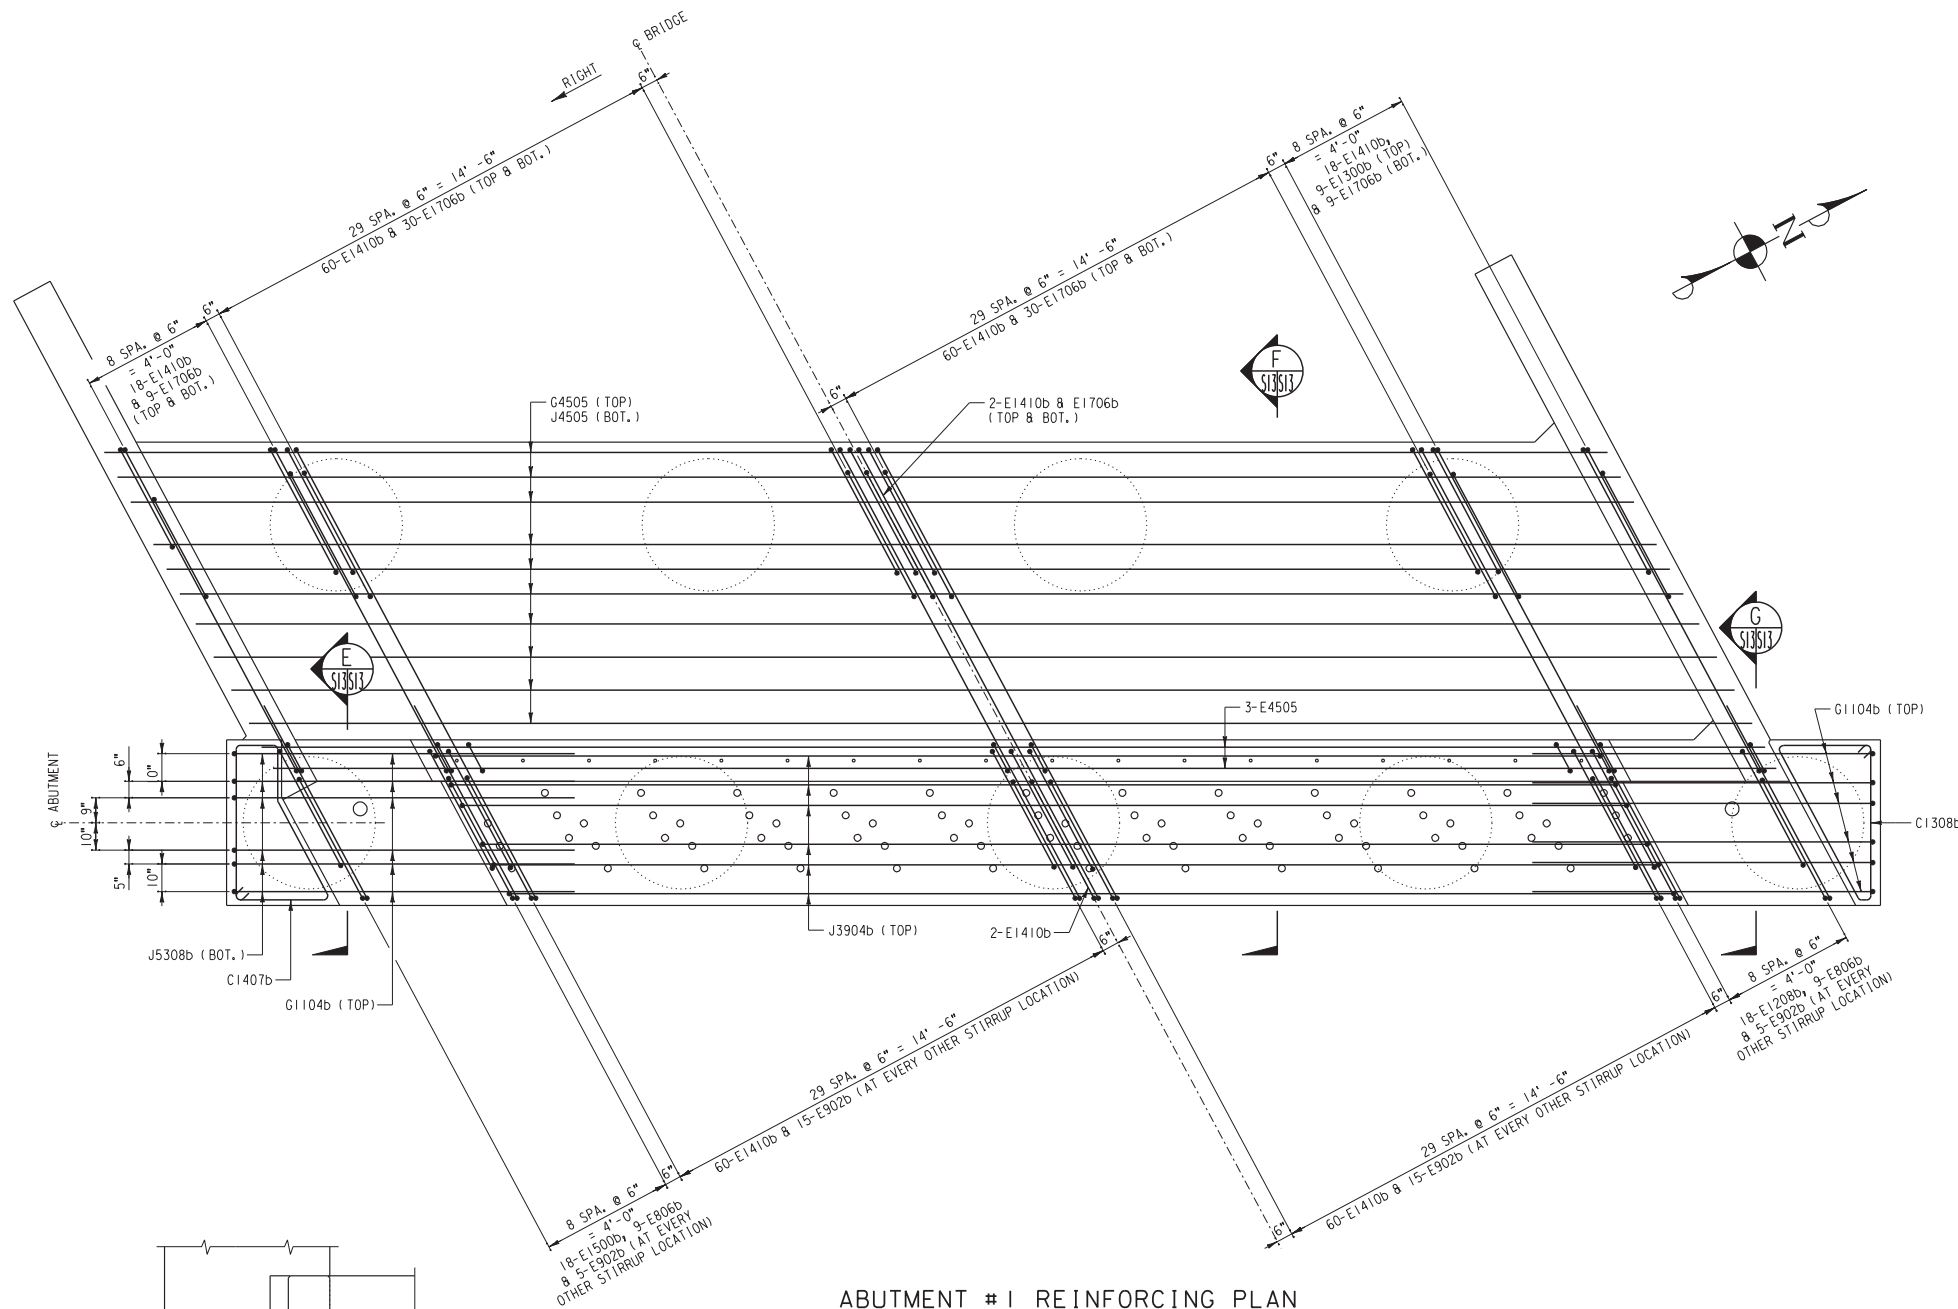 ℄ BRIDGE
RIGHT
6"
29 SPA. @ 6" = 14' -6"
60-E1410b & 30-E1706b (TOP & BOT.)
6"
8 SPA. @ 6"
= 4'-0"
18-E1410b
& 9-E1706b
(TOP & BOT.)
8 SPA. @ 6"
= 4'-0"
18-E1410b,
9-E1300b (TOP)
& 9-E1706b (BOT.)
6"
29 SPA. @ 6" = 14' -6"
60-E1410b & 30-E1706b (TOP & BOT.)
6"
N
F
S13 S13
G4505 (TOP)
J4505 (BOT.)
2-E1410b & E1706b
(TOP & BOT.)
E
S13 S13
G
S13 S13
3-E4505
G1104b (TOP)
℄ ABUTMENT
6"
10"
9"
10"
5"
10"
C1308b
J5308b (BOT.)
C1407b
G1104b (TOP)
J3904b (TOP)
2-E1410b
6"
29 SPA. @ 6" = 14' -6"
60-E1410b & 15-E902b (AT EVERY OTHER STIRRUP LOCATION)
6"
8 SPA. @ 6"
= 4'-0"
18-E1500b, 9-E806b
& 5-E902b (AT EVERY
OTHER STIRRUP LOCATION)
8 SPA. @ 6"
= 4'-0"
18-E1208b, 9-E806b
& 5-E902b (AT EVERY
OTHER STIRRUP LOCATION)
6"
29 SPA. @ 6" = 14' -6"
60-E1410b & 15-E902b (AT EVERY OTHER STIRRUP LOCATION)
6"
ABUTMENT #1 REINFORCING PLAN